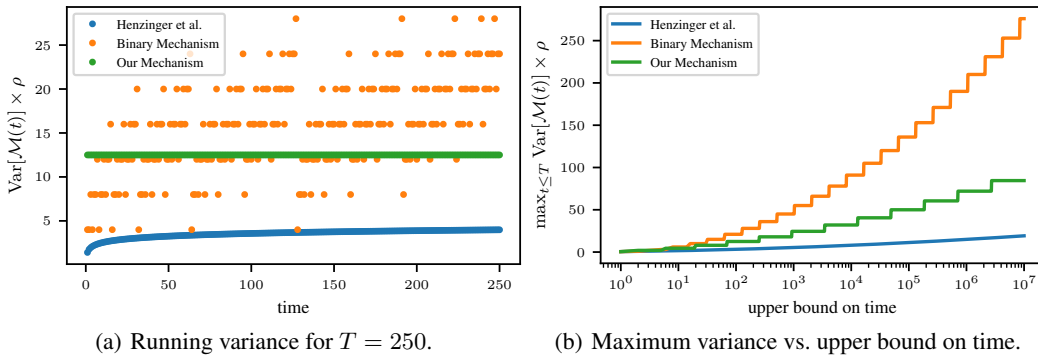 Var[M(t)] × ρ
25
20
15
10
5
Henzinger et al.
Binary Mechanism
Our Mechanism
0
50
100
150
200
250
time
(a) Running variance for T = 250.
max_{t≤T} Var[M(t)] × ρ
250
200
150
100
50
0
Henzinger et al.
Binary Mechanism
Our Mechanism
10^0
10^1
10^2
10^3
10^4
10^5
10^6
10^7
upper bound on time
(b) Maximum variance vs. upper bound on time.